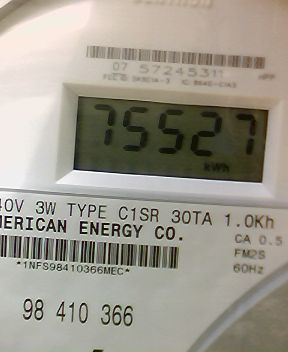 07 572453
75527
kWh
40V 3W TYPE C1SR 30TA 1.0Kh
MERICAN ENERGY CO.
CA 0.5
FM2S
*1NFS98410366MEC*
60Hz
98 410 366